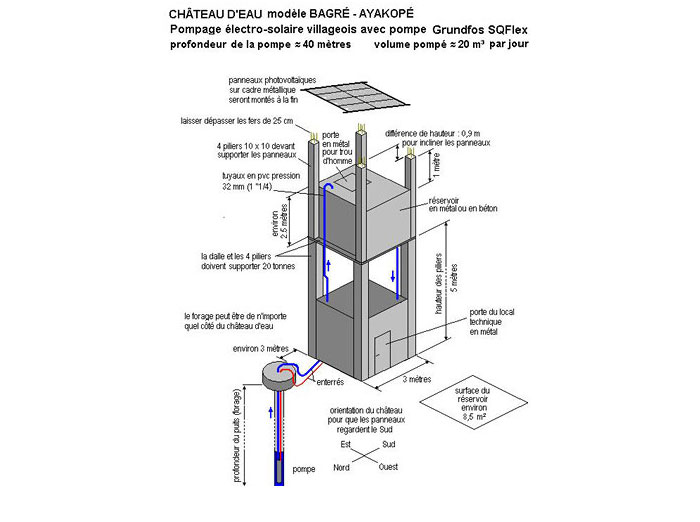 CHÂTEAU D'EAU modèle BAGRÉ - AYAKOPÉ
Pompage électro-solaire villageois avec pompe Grundfos SQFlex
profondeur de la pompe ≈ 40 mètres volume pompé ≈ 20 m³ par jour
panneaux photovoltaïques
sur cadre métallique
seront montés à la fin
laisser dépasser les fers de 25 cm
4 piliers 10 x 10 devant
supporter les panneaux
porte
en métal
pour trou
d'homme
différence de hauteur : 0,9 m
pour incliner les panneaux
1 mètre
tuyaux en pvc pression
32 mm (1 "1/4)
environ
2.5 mètres
réservoir
en métal ou en béton
la dalle et les 4 piliers
doivent supporter 20 tonnes
hauteur des piliers
5 mètres
le forage peut être de n'importe
quel côté du château d'eau
porte du local
technique
en métal
environ 3 mètres
enterrés
3 mètres
profondeur du puits (forage)
pompe
orientation du château
pour que les panneaux
regardent le Sud
Est Sud
Nord Ouest
surface du
réservoir
environ
8,5 m²